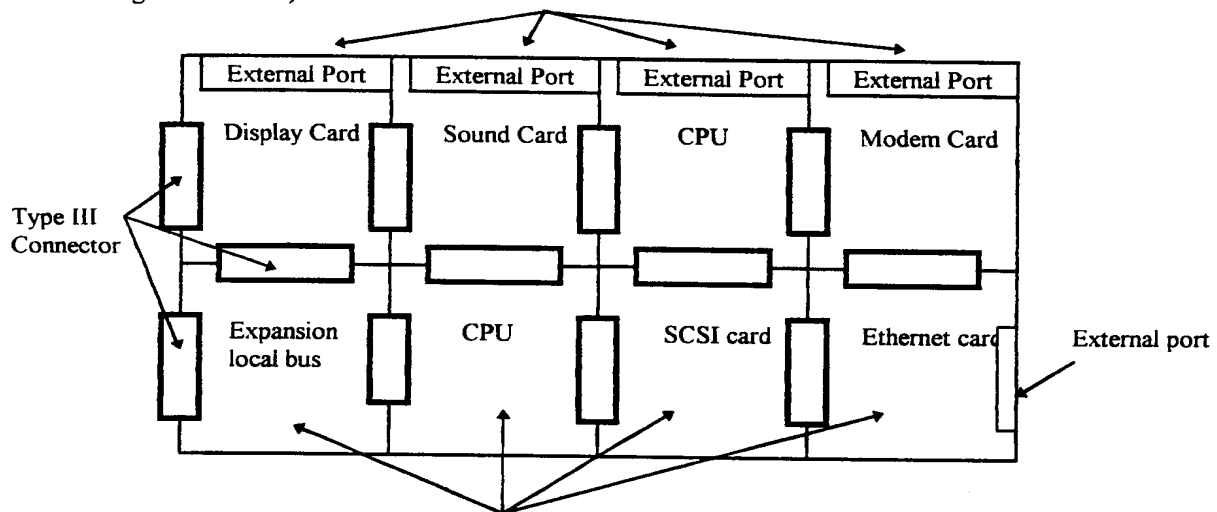 External Port
External Port
External Port
External Port
Display Card
Sound Card
CPU
Modem Card
Type III
Connector
Expansion
local bus
CPU
SCSI card
Ethernet card
External port